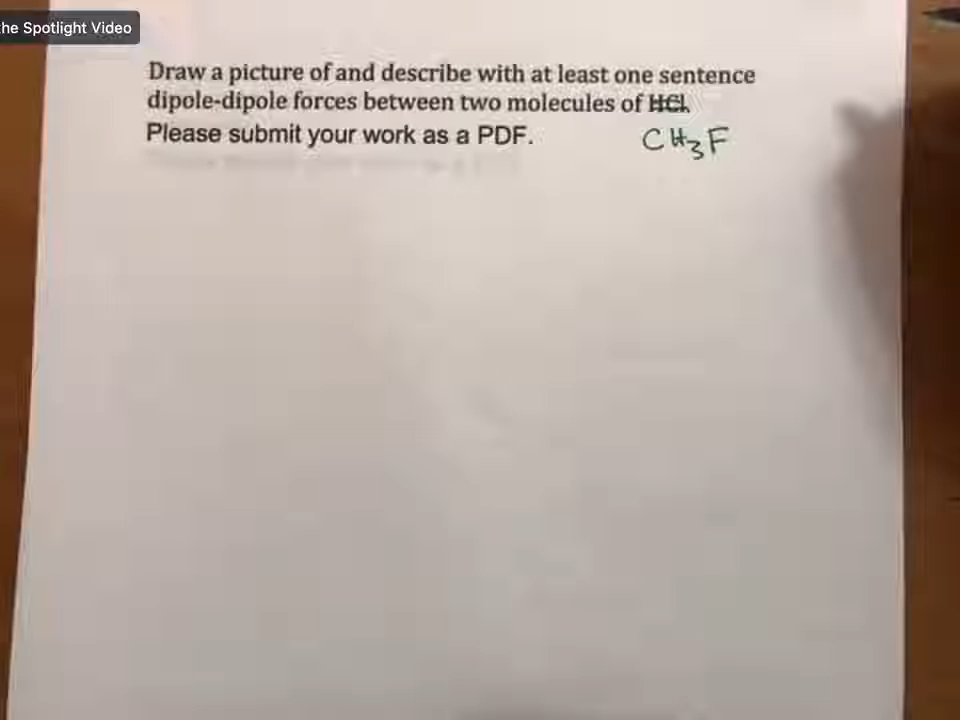 he Spotlight Video
Draw a picture of and describe with at least one sentence
dipole-dipole forces between two molecules of HCl.
Please submit your work as a PDF.
CH₃F